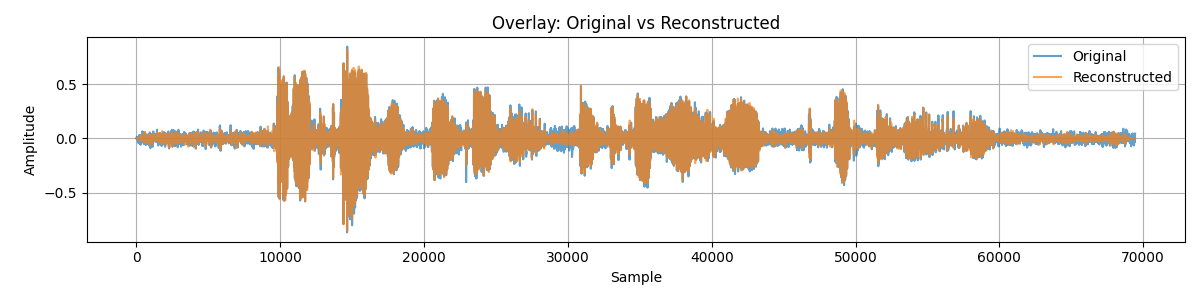 Overlay: Original vs Reconstructed
Original
Reconstructed
Amplitude
0.5
0.0
−0.5
0 10000 20000 30000 40000 50000 60000 70000
Sample